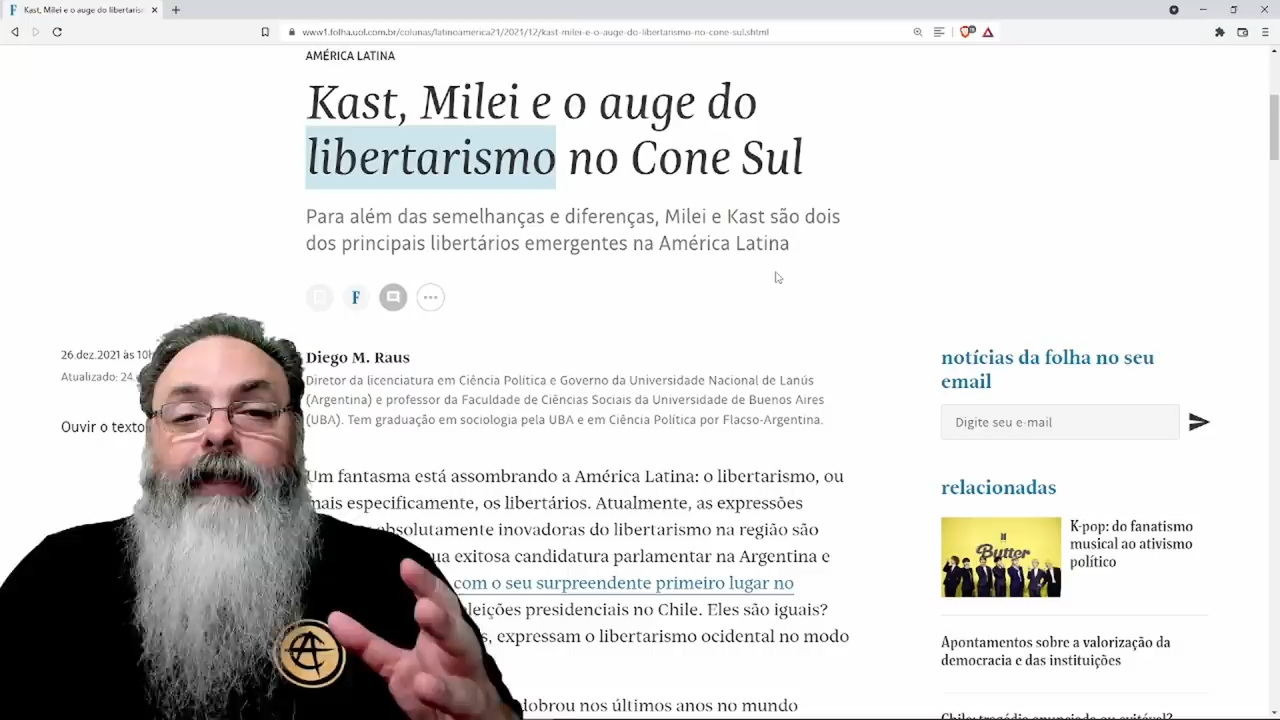 Kast, Milei e o auge do libertarism
www1.folha.uol.com.br/colunas/latinoamerica21/2021/12/kast-milei-e-o-auge-do-libertarismo-no-cone-sul.shtml
AMÉRICA LATINA
Kast, Milei e o auge do
libertarismo no Cone Sul
Para além das semelhanças e diferenças, Milei e Kast são dois
dos principais libertários emergentes na América Latina
F
26.dez.2021 às 10h
Atualizado: 24.
Ouvir o texto
Diego M. Raus
Diretor da licenciatura em Ciência Política e Governo da Universidade Nacional de Lanús
(Argentina) e professor da Faculdade de Ciências Sociais da Universidade de Buenos Aires
(UBA). Tem graduação em sociologia pela UBA e em Ciência Política por Flacso-Argentina.
Um fantasma está assombrando a América Latina: o libertarismo, ou
mais especificamente, os libertários. Atualmente, as expressões
absolutamente inovadoras do libertarismo na região são
ua exitosa candidatura parlamentar na Argentina e
com o seu surpreendente primeiro lugar no
leições presidenciais no Chile. Eles são iguais?
s, expressam o libertarismo ocidental no modo
dobrou nos últimos anos no mundo
notícias da folha no seu
email
Digite seu e-mail
relacionadas
Butter
K-pop: do fanatismo
musical ao ativismo
político
Apontamentos sobre a valorização da
democracia e das instituições
Chile: tragédia anunciada ou evitável?